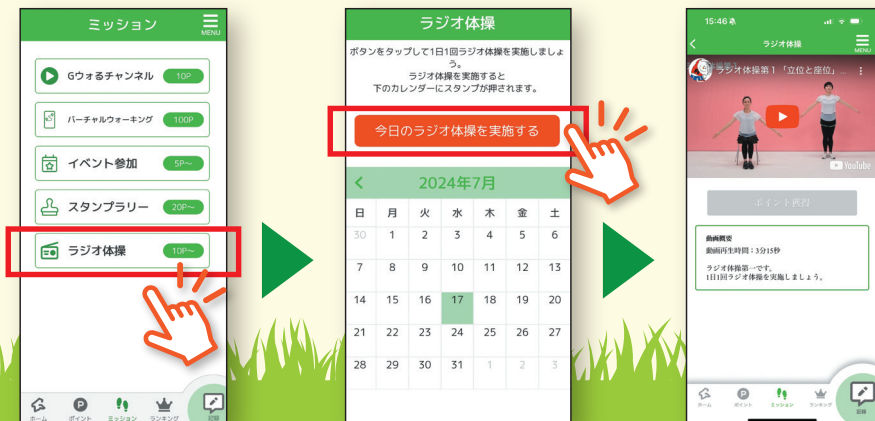 ミッション
MENU
Gウォるチャンネル 10P
バーチャルウォーキング 100P
イベント参加 5P～
スタンプラリー 20P～
ラジオ体操 10P～
ホーム ポイント ミッション ランキング 記録
ラジオ体操
ボタンをタップして1日1回ラジオ体操を実施しましょ
う。
ラジオ体操を実施すると
下のカレンダーにスタンプが押されます。
今日のラジオ体操を実施する
2024年7月
日 月 火 水 木 金 土
30 1 2 3 4 5 6
7 8 9 10 11 12 13
14 15 16 17 18 19 20
21 22 23 24 25 26 27
28 29 30 31 1 2 3
15:46
ラジオ体操
MENU
ラジオ体操第1「立位と座位」...
YouTube
ポイント獲得
動画概要
動画再生時間：3分15秒
ラジオ体操第一です。
1日1回ラジオ体操を実施しましょう。
ホーム ポイント ミッション ランキング 記録